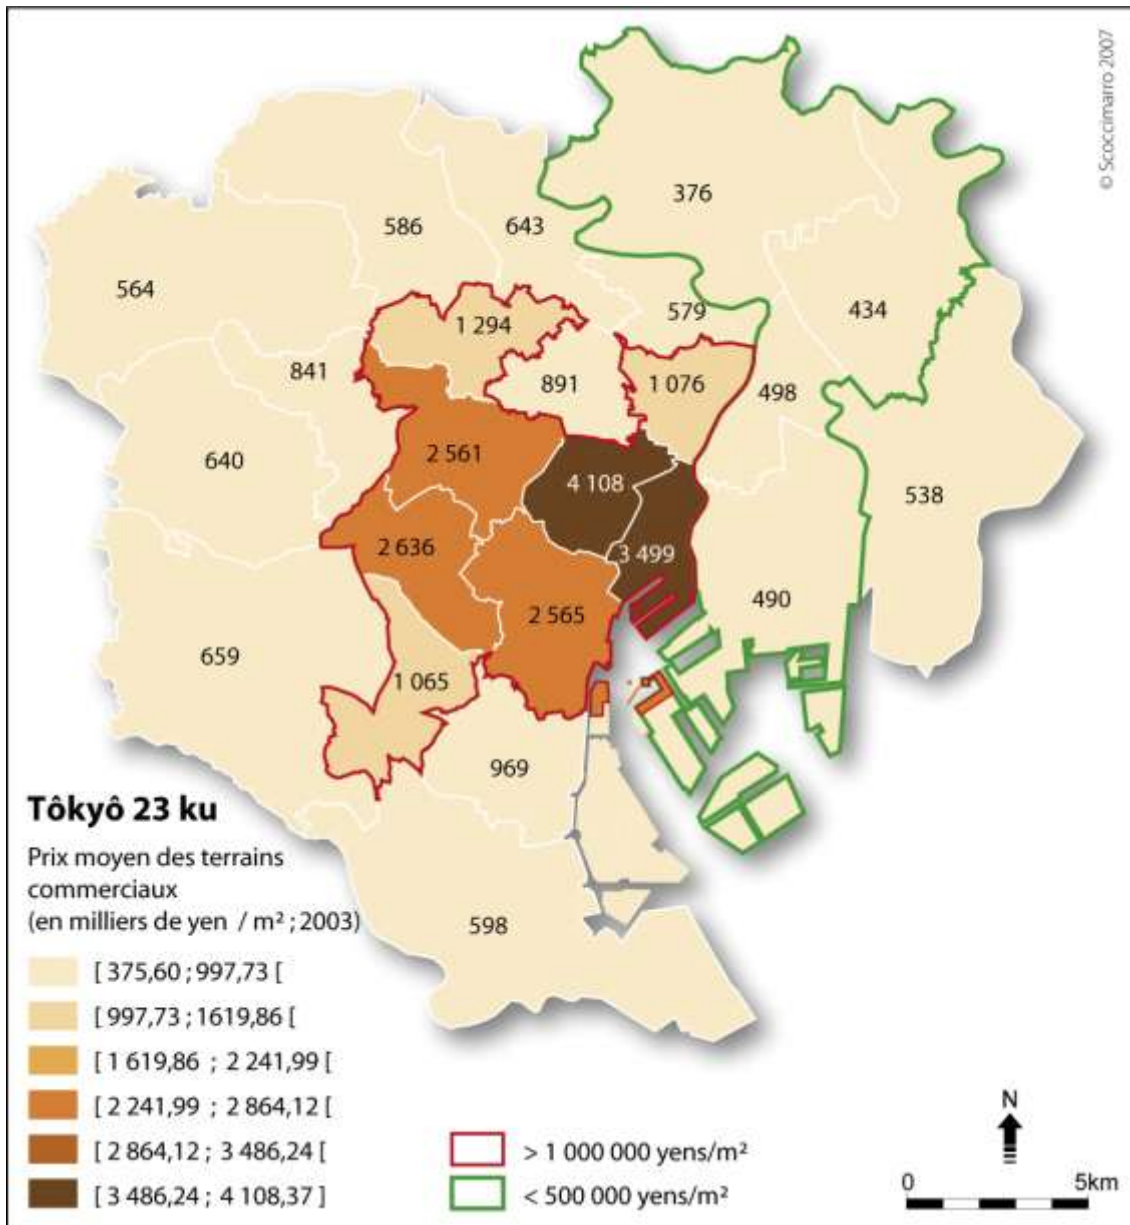 © Scoccimarro 2007
376
586
643
564
434
579
1 294
841
891
1 076
498
2 561
640
4 108
538
2 636
3 499
490
2 565
659
1 065
969
598
Tôkyô 23 ku
Prix moyen des terrains
commerciaux
(en milliers de yen / m² ; 2003)
[ 375,60 ; 997,73 [
[ 997,73 ; 1619,86 [
[ 1 619,86 ; 2 241,99 [
[ 2 241,99 ; 2 864,12 [
[ 2 864,12 ; 3 486,24 [
[ 3 486,24 ; 4 108,37 ]
> 1 000 000 yens/m²
< 500 000 yens/m²
N
0 5km